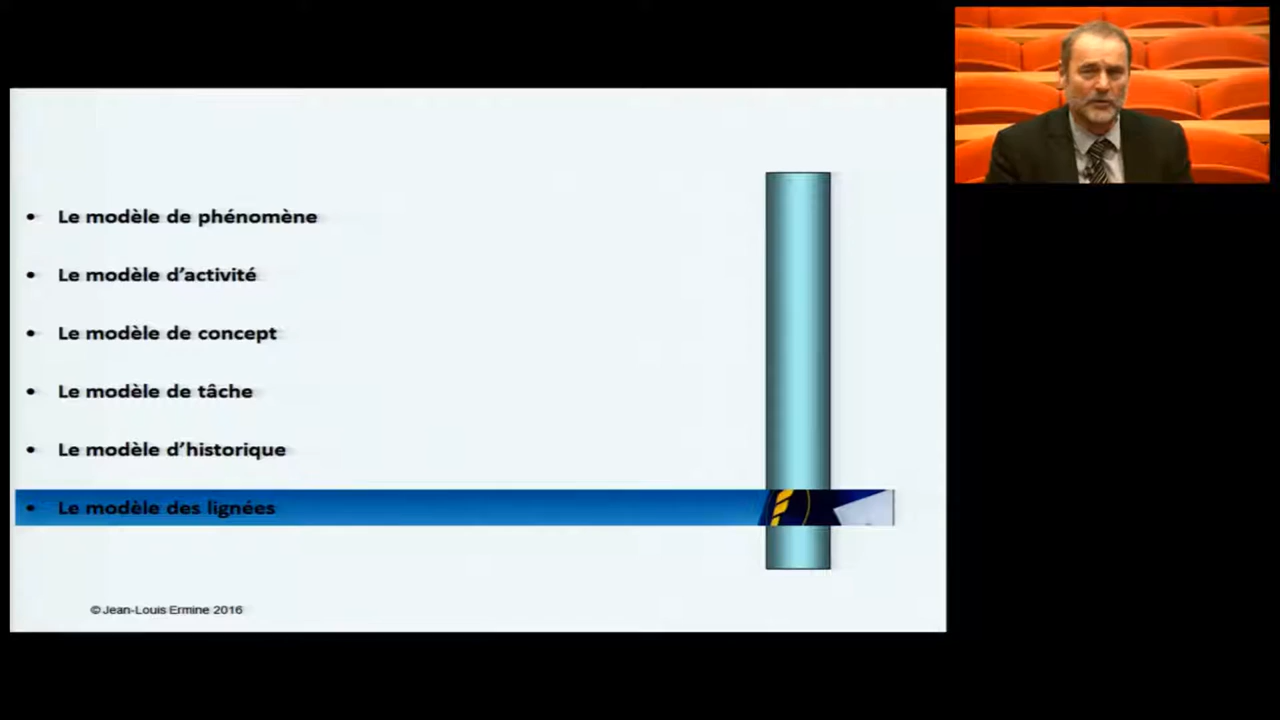 • Le modèle de phénomène
• Le modèle d’activité
• Le modèle de concept
• Le modèle de tâche
• Le modèle d’historique
• Le modèle des lignées
© Jean-Louis Ermine 2016